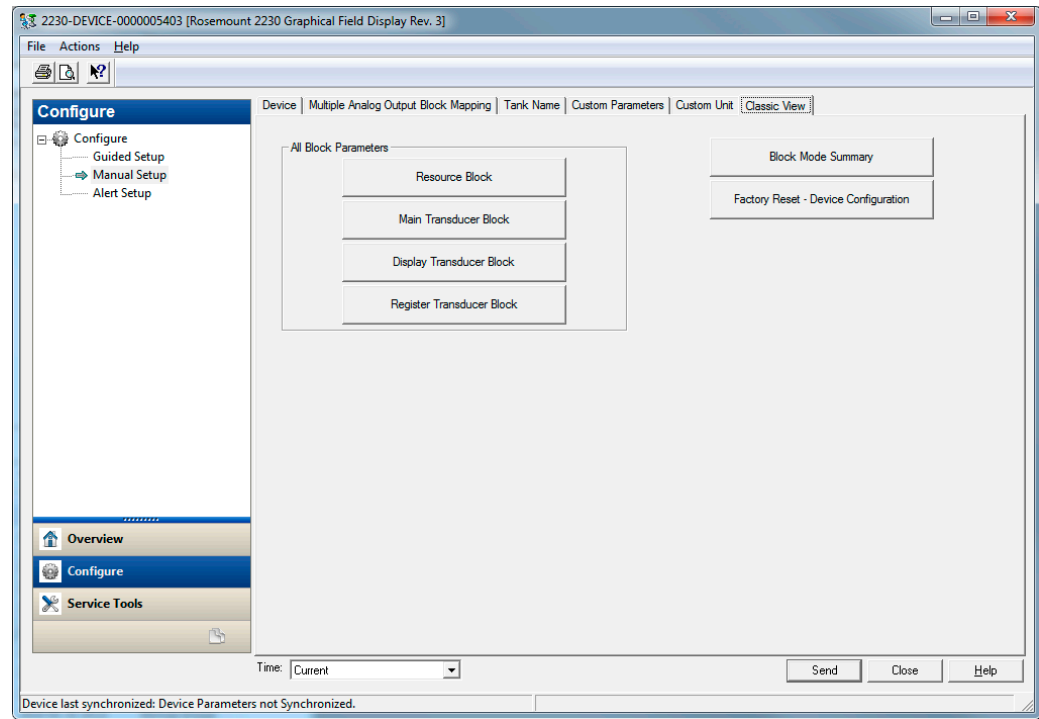 2230-DEVICE-0000005403 [Rosemount 2230 Graphical Field Display Rev. 3]
File Actions Help
Configure
Configure
Guided Setup
Manual Setup
Alert Setup
Overview
Configure
Service Tools
Device Multiple Analog Output Block Mapping Tank Name Custom Parameters Custom Unit Classic View
All Block Parameters
Resource Block
Main Transducer Block
Display Transducer Block
Register Transducer Block
Block Mode Summary
Factory Reset - Device Configuration
Time: Current
Send Close Help
Device last synchronized: Device Parameters not Synchronized.